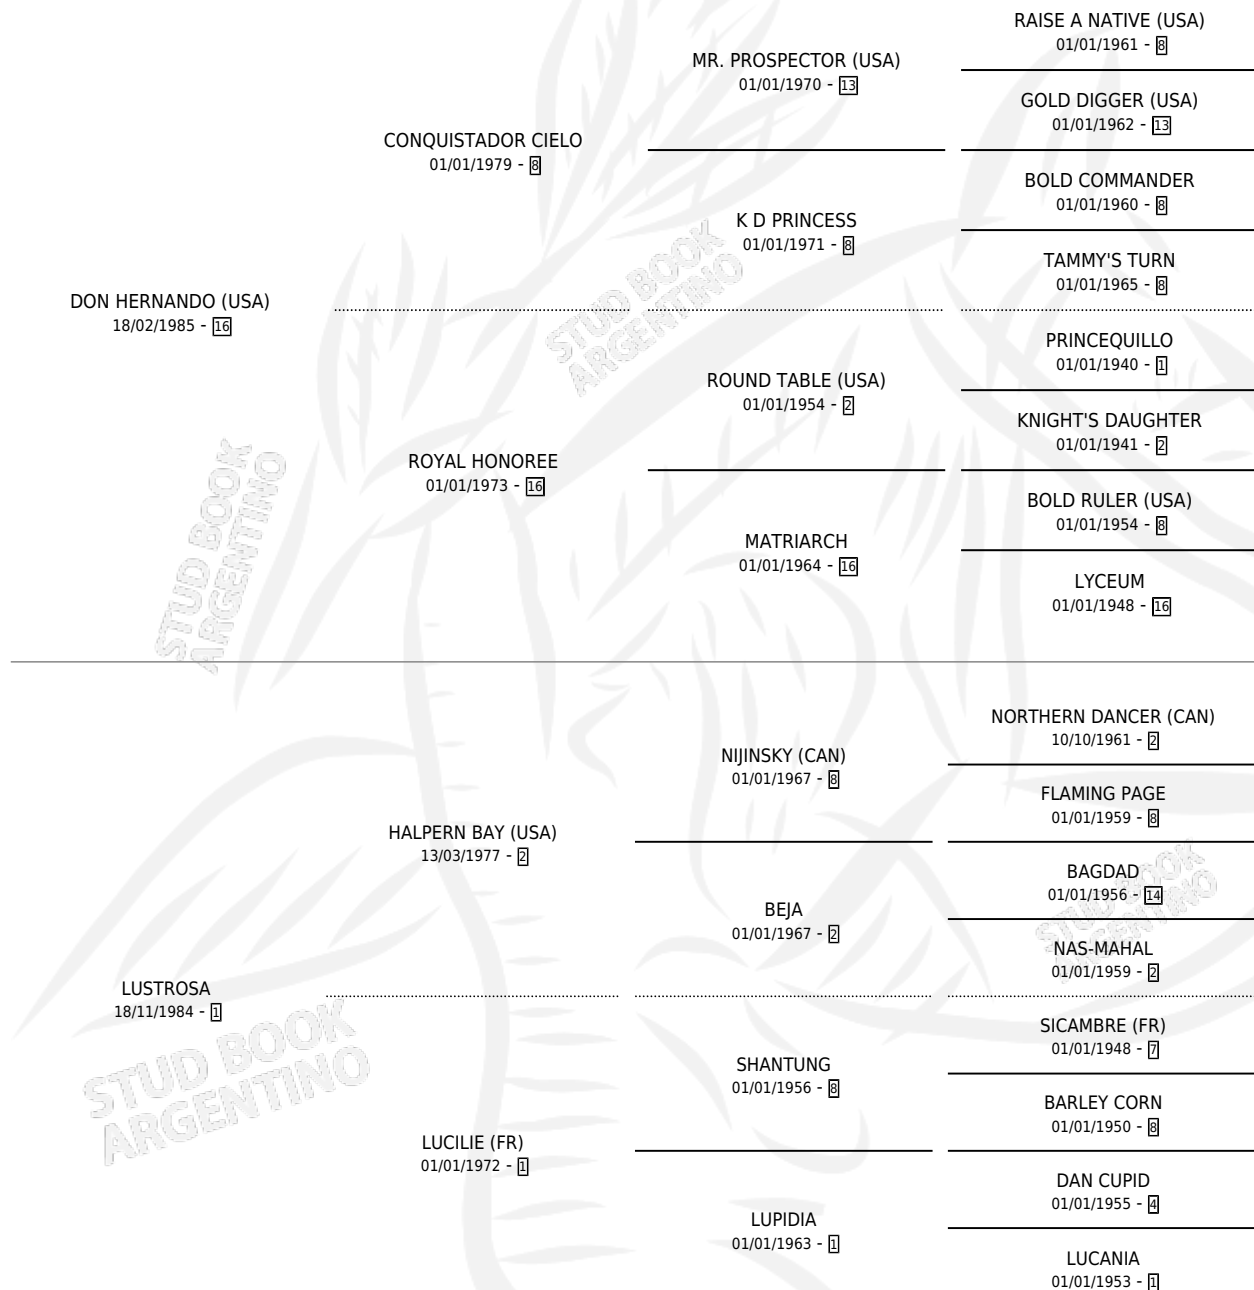 RAISE A NATIVE (USA)
01/01/1961 - 8
MR. PROSPECTOR (USA)
01/01/1970 - 13
GOLD DIGGER (USA)
01/01/1962 - 13
CONQUISTADOR CIELO
01/01/1979 - 8
BOLD COMMANDER
01/01/1960 - 8
K D PRINCESS
01/01/1971 - 8
TAMMY'S TURN
01/01/1965 - 8
DON HERNANDO (USA)
18/02/1985 - 16
PRINCEQUILLO
01/01/1940 - 1
ROUND TABLE (USA)
01/01/1954 - 2
KNIGHT'S DAUGHTER
01/01/1941 - 2
ROYAL HONOREE
01/01/1973 - 16
BOLD RULER (USA)
01/01/1954 - 8
MATRIARCH
01/01/1964 - 16
LYCEUM
01/01/1948 - 16
STUD BOOK
ARGENTINO
STUD BOOK
ARGENTINO
NORTHERN DANCER (CAN)
10/10/1961 - 2
NIJINSKY (CAN)
01/01/1967 - 8
FLAMING PAGE
01/01/1959 - 8
HALPERN BAY (USA)
13/03/1977 - 2
BAGDAD
01/01/1956 - 14
BEJA
01/01/1967 - 2
NAS-MAHAL
01/01/1959 - 2
LUSTROSA
18/11/1984 - 1
SICAMBRE (FR)
01/01/1948 - 7
SHANTUNG
01/01/1956 - 8
BARLEY CORN
01/01/1950 - 8
LUCILIE (FR)
01/01/1972 - 1
DAN CUPID
01/01/1955 - 4
LUPIDIA
01/01/1963 - 1
LUCANIA
01/01/1953 - 1
STUD BOOK
ARGENTINO
STUD BOOK
ARGENTINO